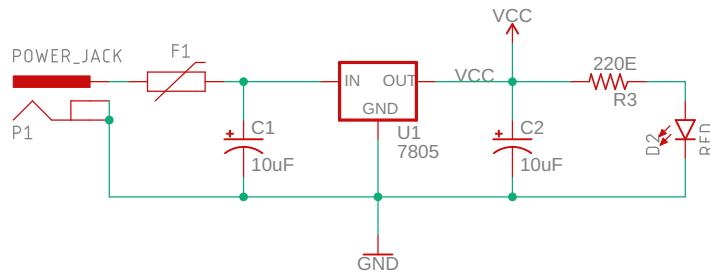 VCC
POWER_JACK
F1
220E
IN
OUT
VCC
R3
GND
P1
C1
U1
C2
D2
RED
7805
10uF
10uF
GND